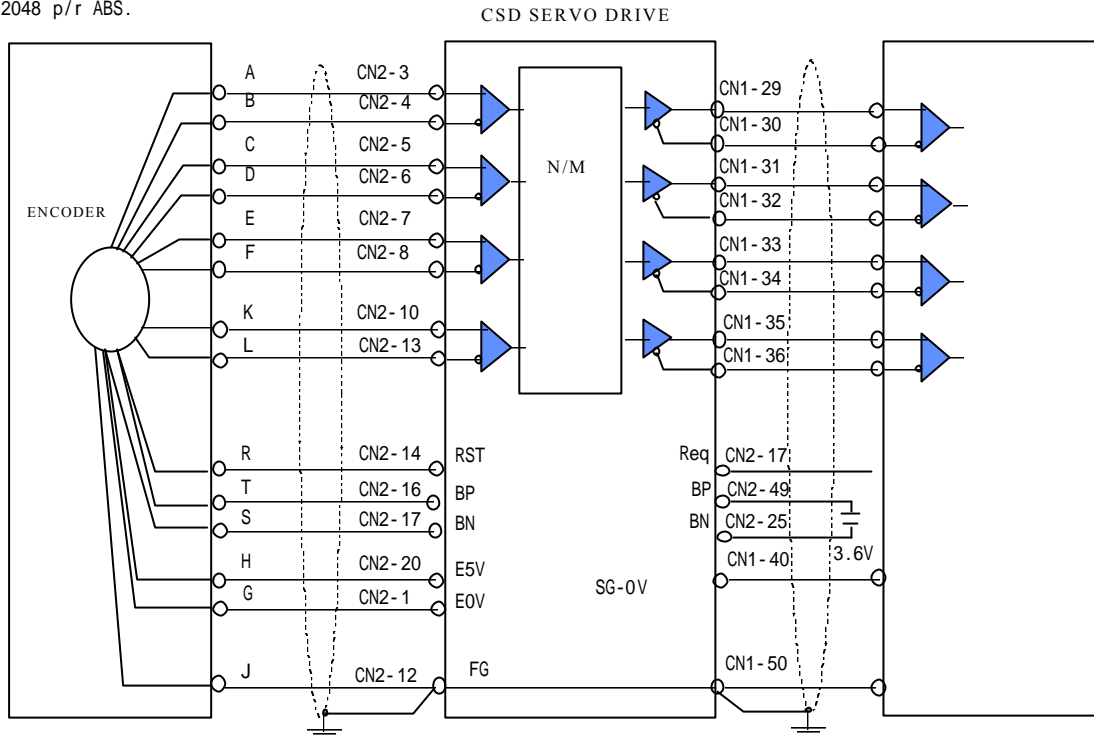 2048 p/r ABS.
CSD SERVO DRIVE
ENCODER
A CN2-3
B CN2-4
C CN2-5
D CN2-6
E CN2-7
F CN2-8
K CN2-10
L CN2-13
R CN2-14 RST
T CN2-16 BP
S CN2-17 BN
H CN2-20 E5V
G CN2-1 E0V
J CN2-12 FG
N/M
SG-0V
CN1-29
CN1-30
CN1-31
CN1-32
CN1-33
CN1-34
CN1-35
CN1-36
Req CN2-17
BP CN2-49
BN CN2-25
3.6V
CN1-40
CN1-50